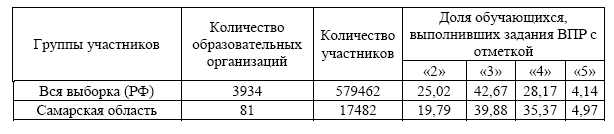 Группы участников
Количество
образовательных
организаций
Количество
участников
Доля обучающихся,
выполнивших задания ВПР с
отметкой
«2» «3» «4» «5»
Вся выборка (РФ) 3934 579462 25,02 42,67 28,17 4,14
Самарская область 81 17482 19,79 39,88 35,37 4,97